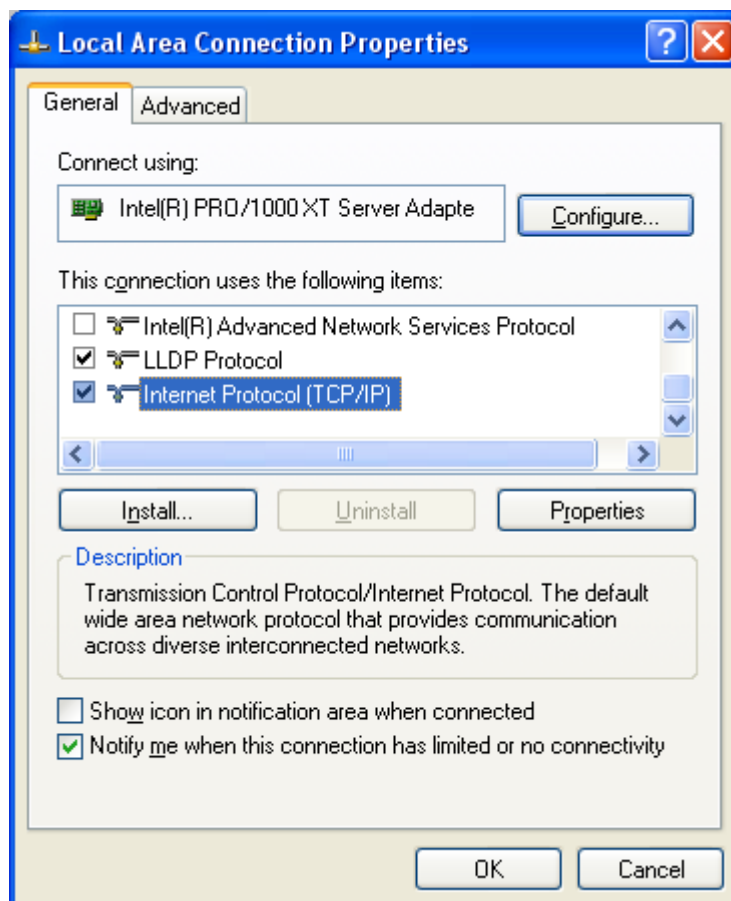 Local Area Connection Properties
General Advanced
Connect using:
Intel(R) PRO/1000 XT Server Adapte
Configure...
This connection uses the following items:
Intel(R) Advanced Network Services Protocol
LLDP Protocol
Internet Protocol (TCP/IP)
Install... Uninstall Properties
Description
Transmission Control Protocol/Internet Protocol. The default
wide area network protocol that provides communication
across diverse interconnected networks.
Show icon in notification area when connected
Notify me when this connection has limited or no connectivity
OK Cancel